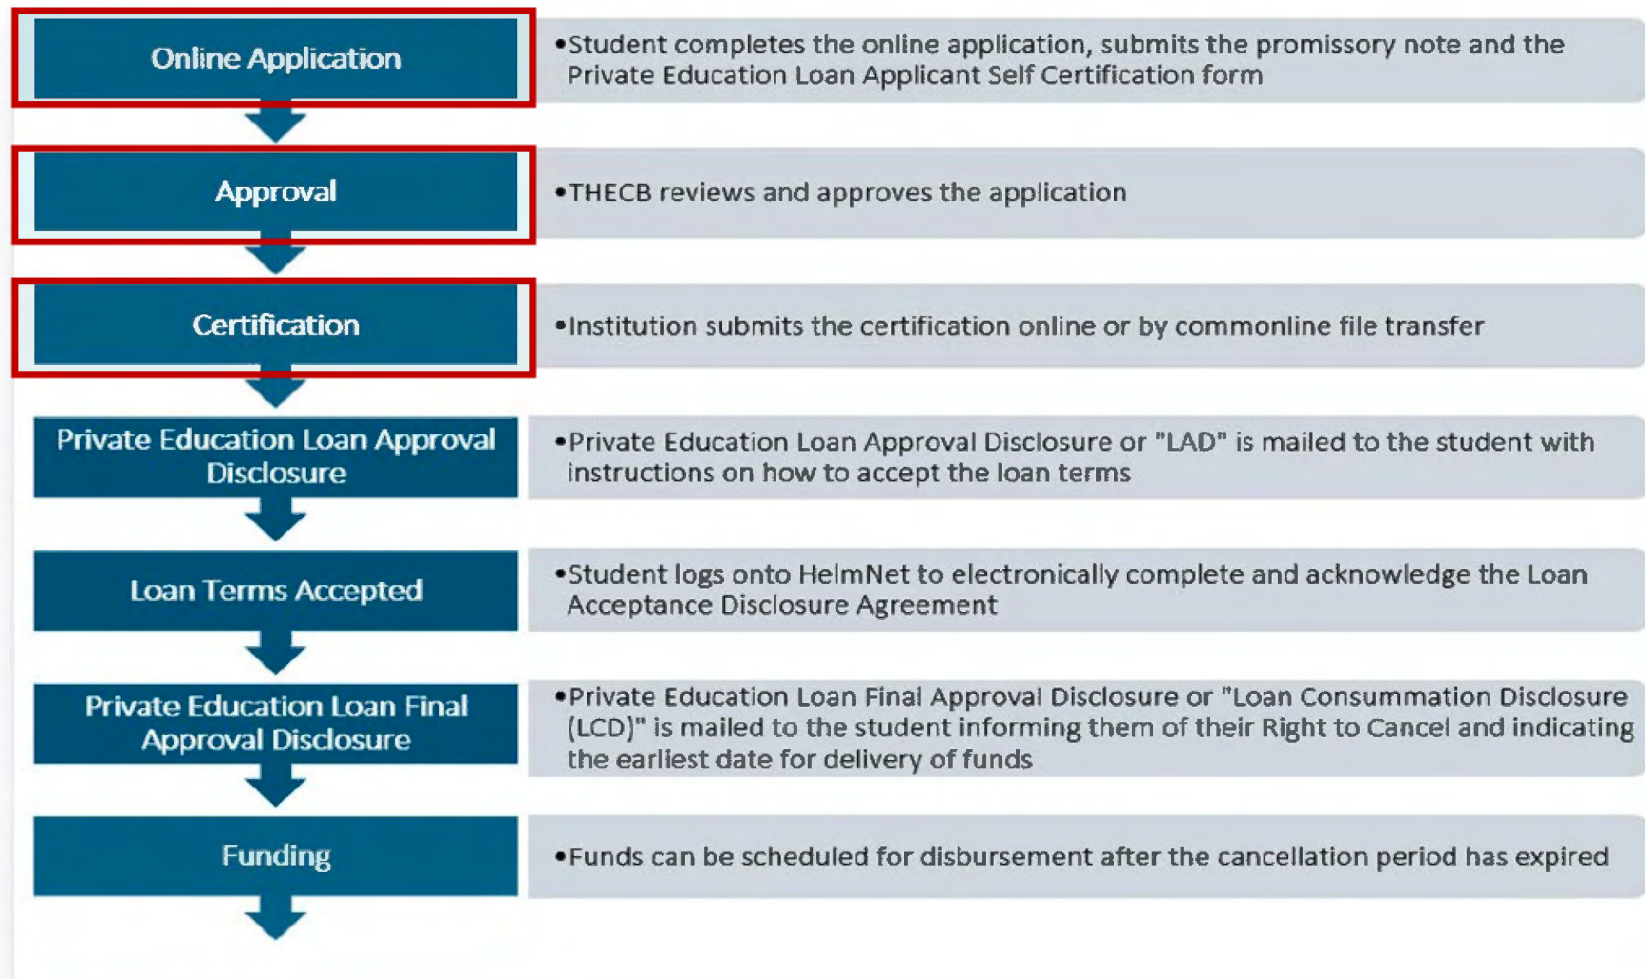 Online Application
•Student completes the online application, submits the promissory note and the
Private Education Loan Applicant Self Certification form
Approval
•THECB reviews and approves the application
Certification
•Institution submits the certification online or by commonline file transfer
Private Education Loan Approval
Disclosure
•Private Education Loan Approval Disclosure or "LAD" is mailed to the student with
instructions on how to accept the loan terms
Loan Terms Accepted
•Student logs onto HelmNet to electronically complete and acknowledge the Loan
Acceptance Disclosure Agreement
Private Education Loan Final
Approval Disclosure
•Private Education Loan Final Approval Disclosure or "Loan Consummation Disclosure
(LCD)" is mailed to the student informing them of their Right to Cancel and indicating
the earliest date for delivery of funds
Funding
•Funds can be scheduled for disbursement after the cancellation period has expired